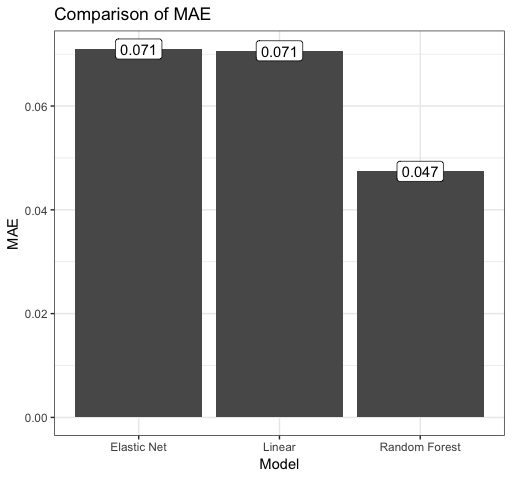 Comparison of MAE
0.071
0.071
0.047
0.06
0.04
0.02
0.00
MAE
Elastic Net
Linear
Random Forest
Model